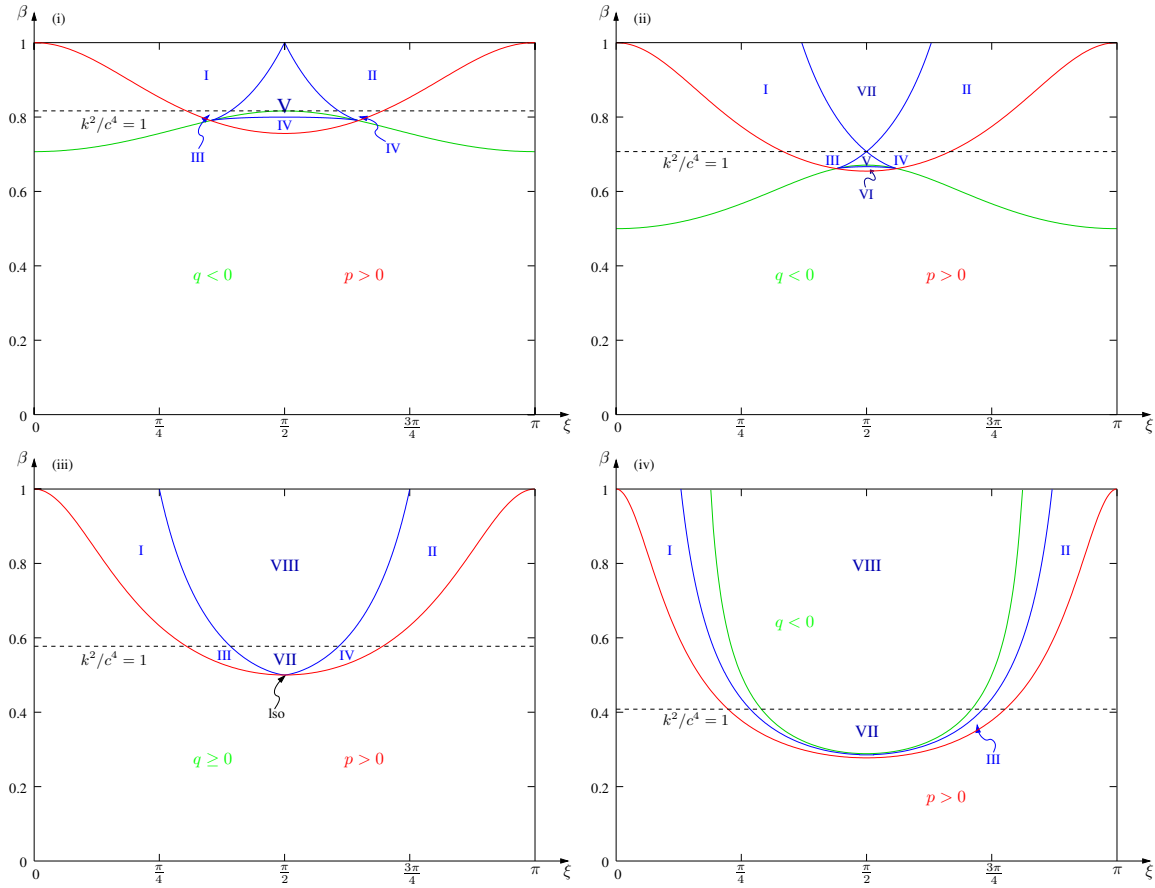 β (i)
1
I II
V
0.8
k²/c⁴ = 1
IV
III IV
0.6
0.4
q < 0 p > 0
0.2
0
0 π/4 π/2 3π/4 π ξ
β (ii)
1
I VII II
0.8
k²/c⁴ = 1
III V IV
0.6
VI
0.4
q < 0 p > 0
0.2
0
0 π/4 π/2 3π/4 π ξ
β (iii)
1
I II
0.8
VIII
0.6
k²/c⁴ = 1
III VII IV
0.4
lso
q ≥ 0 p > 0
0.2
0
0 π/4 π/2 3π/4 π ξ
β (iv)
1
I II
0.8
VIII
q < 0
0.6
0.4
k²/c⁴ = 1
VII
III
0.2
p > 0
0
0 π/4 π/2 3π/4 π ξ